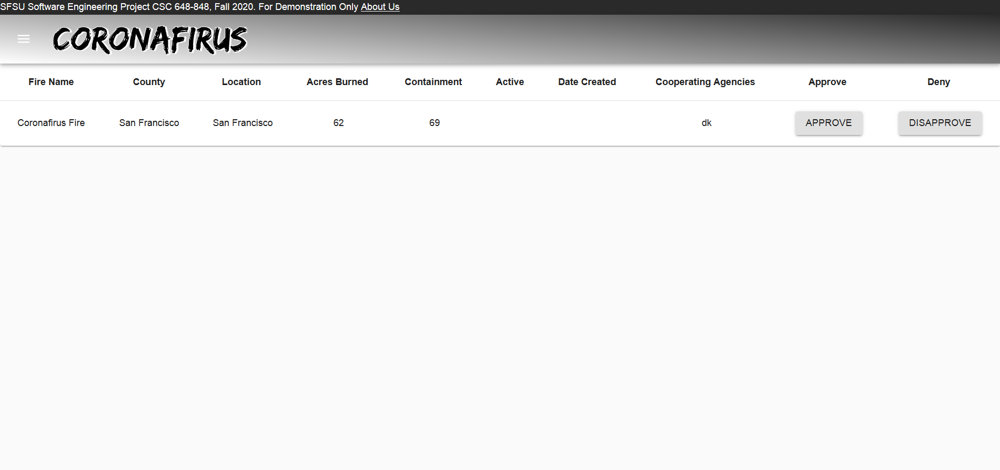 SFSU Software Engineering Project CSC 648-848, Fall 2020. For Demonstration Only About Us
CORONAFIRUS
Fire Name County Location Acres Burned Containment Active Date Created Cooperating Agencies Approve Deny
Coronafirus Fire San Francisco San Francisco 62 69 dk APPROVE DISAPPROVE